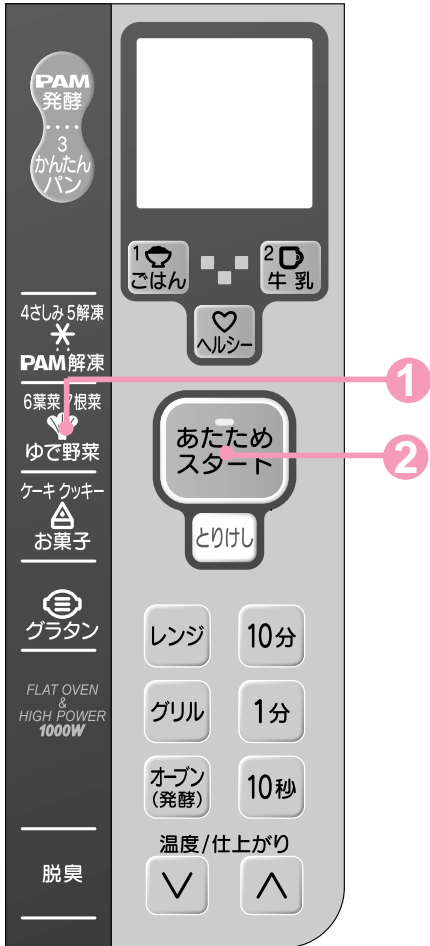 PAM
発酵
3
かんたん
パン
1
ごはん
2
牛乳
ヘルシー
4さしみ 5解凍
PAM解凍
6葉菜 7根菜
ゆで野菜
1
あたため
スタート
2
ケーキ クッキー
お菓子
とりけし
グラタン
レンジ
10分
FLAT OVEN
&
HIGH POWER
1000W
グリル
1分
オーブン
(発酵)
10秒
温度/仕上がり
脱臭